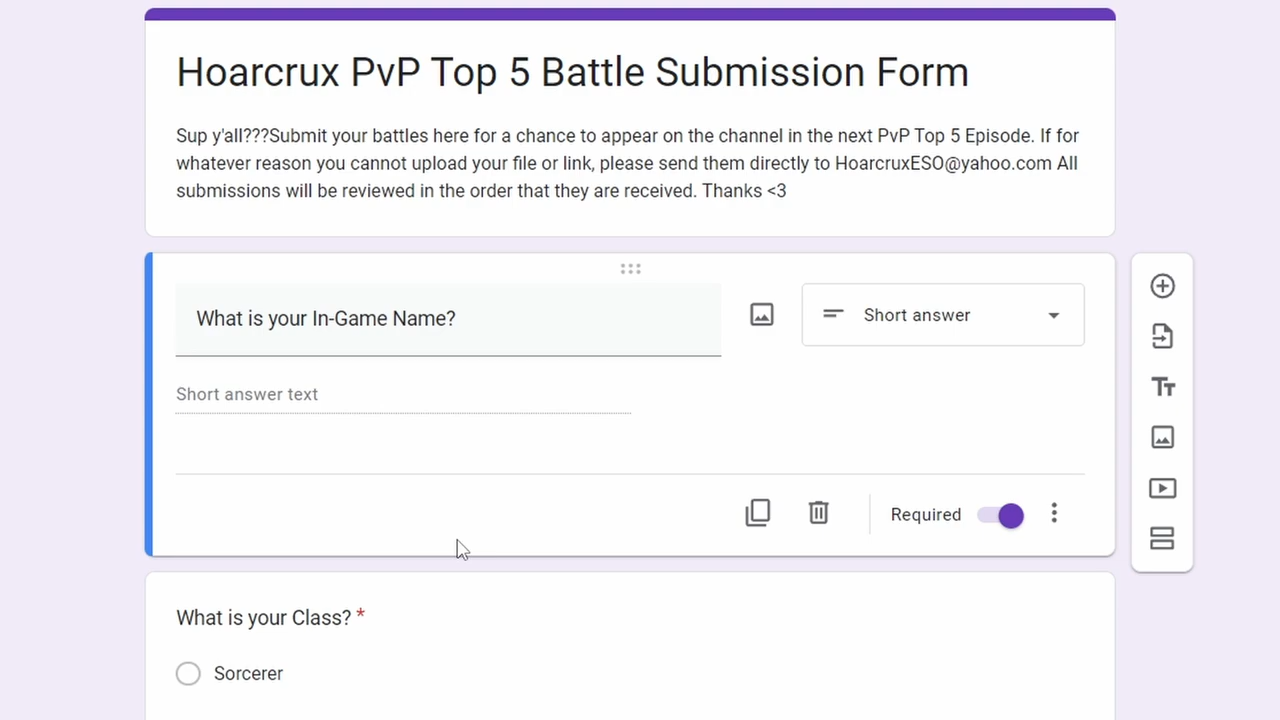 Hoarcrux PvP Top 5 Battle Submission Form
Sup y'all???Submit your battles here for a chance to appear on the channel in the next PvP Top 5 Episode. If for
whatever reason you cannot upload your file or link, please send them directly to HoarcruxESO@yahoo.com All
submissions will be reviewed in the order that they are received. Thanks <3
What is your In-Game Name?
Short answer
Short answer text
Required
What is your Class? *
Sorcerer